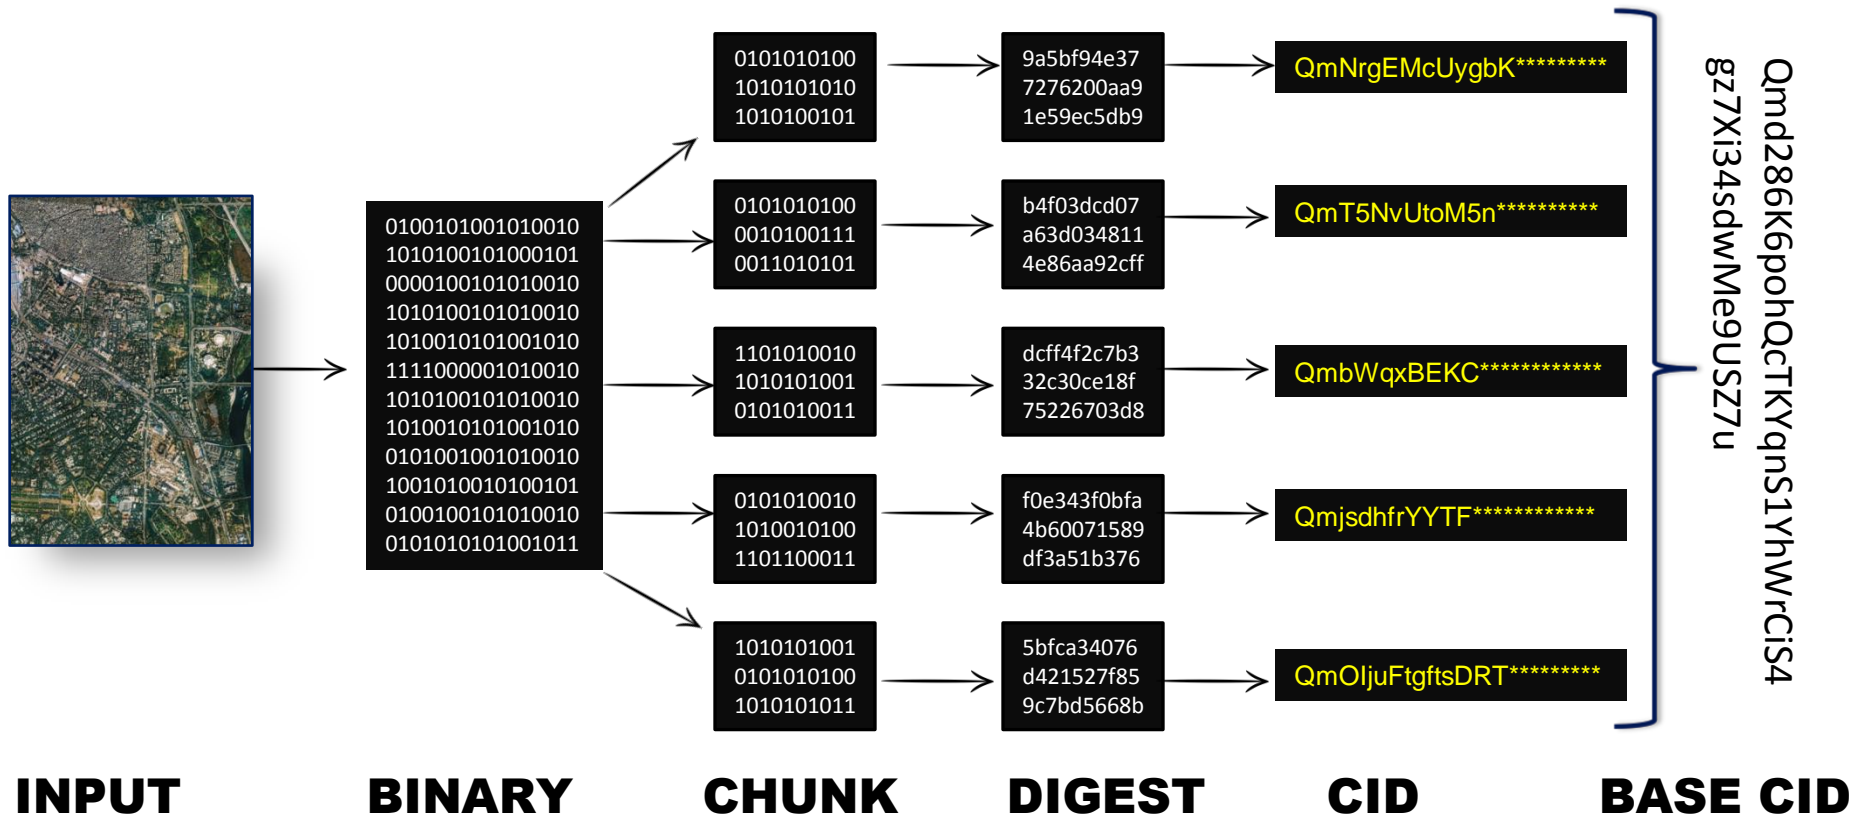 0100101001010010
1010100101000101
0000100101010010
1010100101010010
1010010101001010
1111000001010010
1010100101010010
1010010101001010
0101001001010010
1001010010100101
0100100101010010
0101010101001011
0101010100
1010101010
1010100101
0101010100
0010100111
0011010101
1101010010
1010101001
0101010011
0101010010
1010010100
1101100011
1010101001
0101010100
1010101011
9a5bf94e37
7276200aa9
1e59ec5db9
b4f03dcd07
a63d034811
4e86aa92cff
dcff4f2c7b3
32c30ce18f
75226703d8
f0e343f0bfa
4b60071589
df3a51b376
5bfca34076
d421527f85
9c7bd5668b
QmNrgEMcUygbK*********
QmT5NvUtoM5n**********
QmbWqxBEKC************
QmjsdhfrYYTF************
QmOIjuFtgftsDRT*********
Qmd286K6pohQcTKYqnS1YhWrCiS4
gz7Xi34sdwMe9USZ7u
INPUT
BINARY
CHUNK
DIGEST
CID
BASE CID